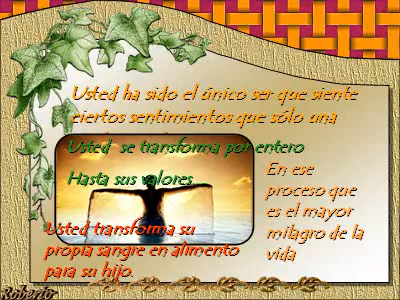 Usted ha sido el único ser que siente
ciertos sentimientos que sólo una
Usted se transforma por entero
Hasta sus valores.
En ese
proceso que
es el mayor
milagro de la
vida
Usted transforma su
propia sangre en alimento
para su hijo.
Roberto